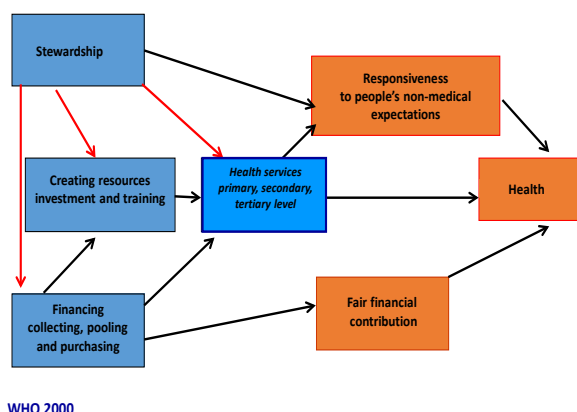 Stewardship
Responsiveness
to people's non-medical
expectations
Creating resources
investment and training
Health services
primary, secondary,
tertiary level
Health
Financing
collecting, pooling
and purchasing
Fair financial
contribution
WHO 2000